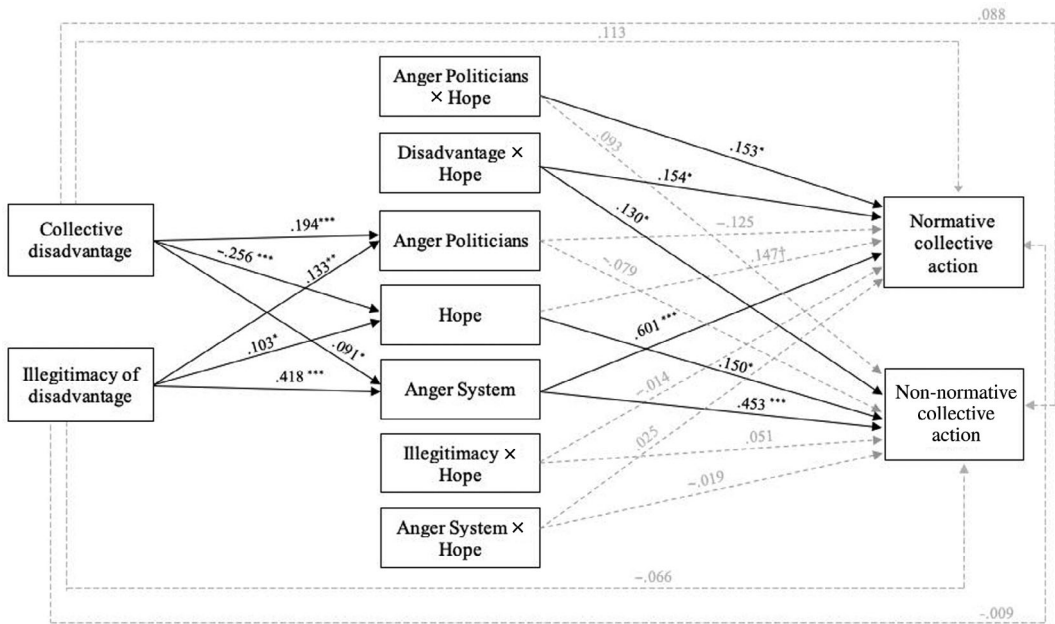 .088
.113
Anger Politicians
× Hope
.093
.153*
Disadvantage ×
Hope
.154*
.130*
Collective
disadvantage
.194***
-.256 ***
.133**
Anger Politicians
-.125
-.079
.147†
Normative
collective
action
Hope
.601 ***
.150*
Illegitimacy of
disadvantage
.103*
.091*
.418 ***
Anger System
-.014
.453 ***
Non-normative
collective
action
Illegitimacy ×
Hope
.025
.051
-.019
Anger System ×
Hope
-.066
-.009